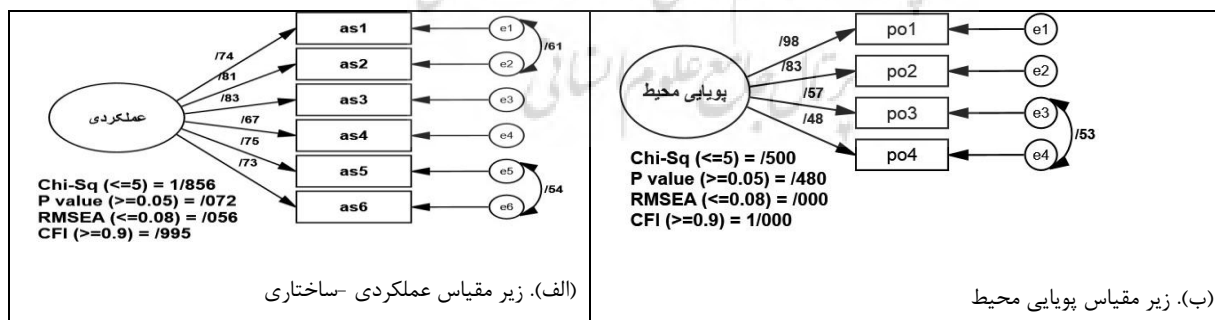 as1
as2
as3
as4
as5
as6
e1
e2
e3
e4
e5
e6
/74
/81
/83
/67
/75
/73
/61
/54
عملکردی
Chi-Sq (<=5) = 1/856
P value (>=0.05) = /072
RMSEA (<=0.08) = /056
CFI (>=0.9) = /995
(الف). زیر مقیاس عملکردی -ساختاری
po1
po2
po3
po4
e1
e2
e3
e4
/98
/83
/57
/48
/53
پویایی محیط
Chi-Sq (<=5) = /500
P value (>=0.05) = /480
RMSEA (<=0.08) = /000
CFI (>=0.9) = 1/000
(ب). زیر مقیاس پویایی محیط
پرتال جامع علوم انسانی